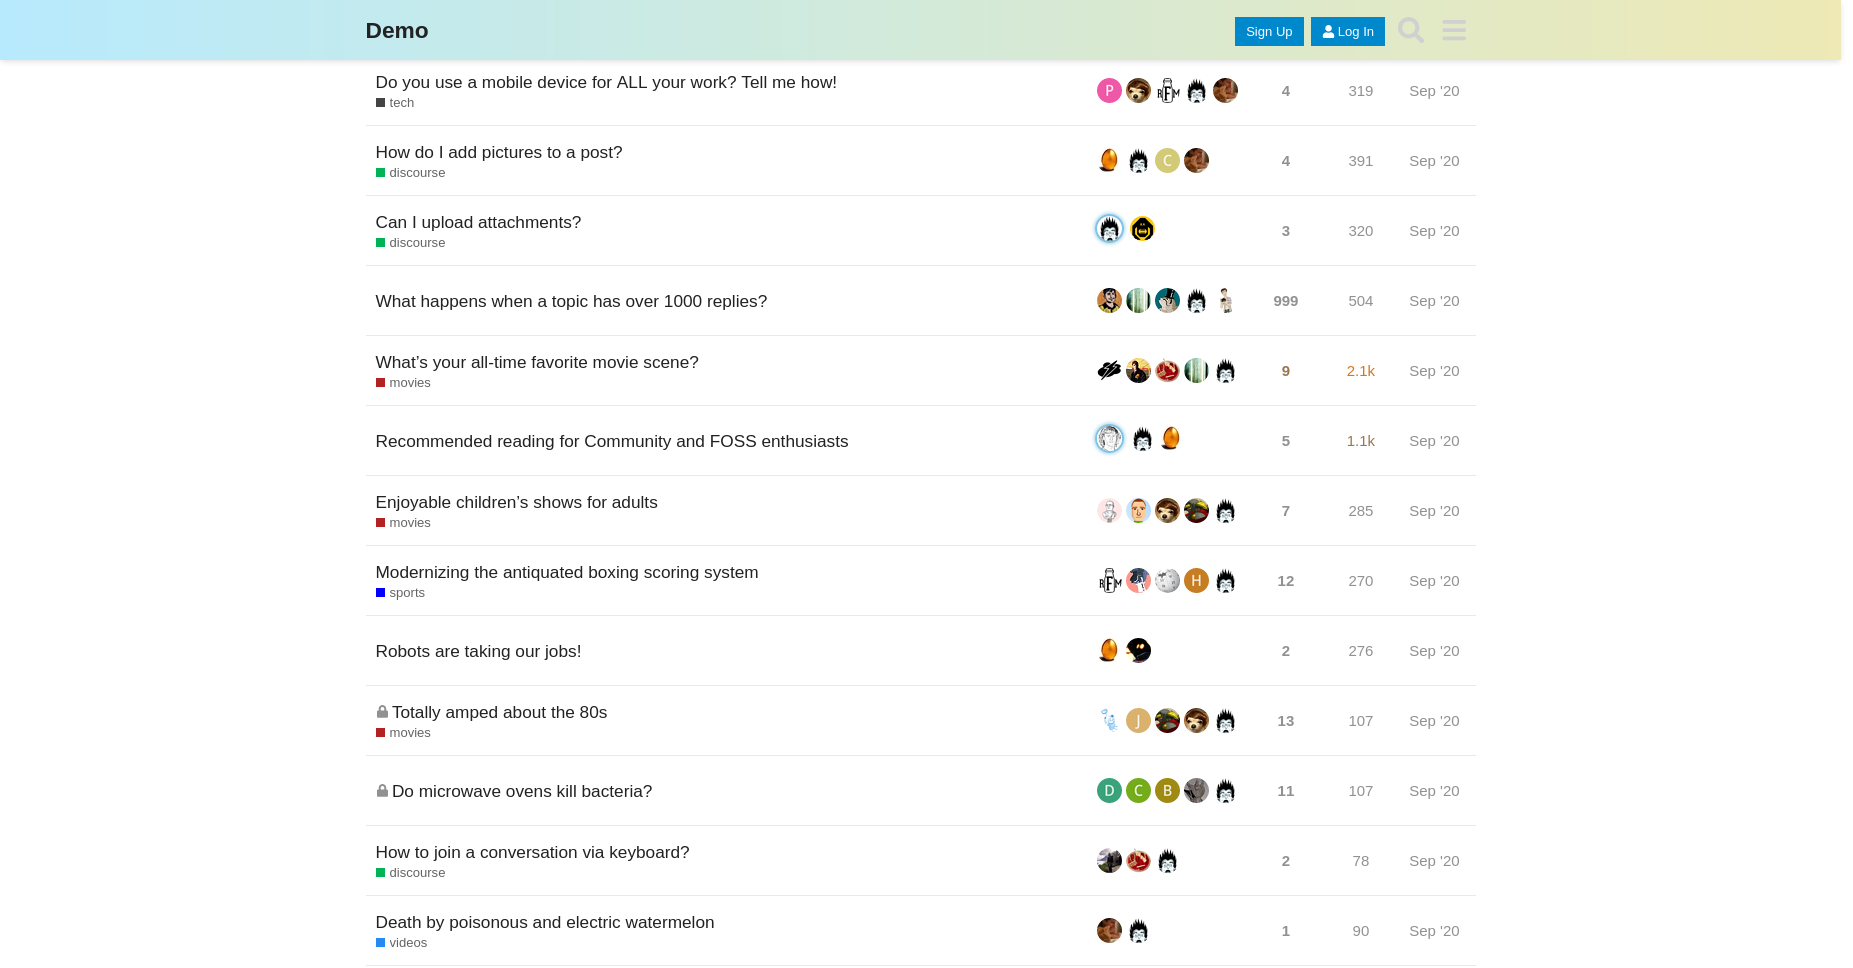 Demo
Sign Up
Log In
Do you use a mobile device for ALL your work? Tell me how!
tech
P
RFM
4
319
Sep '20
How do I add pictures to a post?
discourse
C
4
391
Sep '20
Can I upload attachments?
discourse
3
320
Sep '20
What happens when a topic has over 1000 replies?
999
504
Sep '20
What’s your all-time favorite movie scene?
movies
9
2.1k
Sep '20
Recommended reading for Community and FOSS enthusiasts
5
1.1k
Sep '20
Enjoyable children’s shows for adults
movies
7
285
Sep '20
Modernizing the antiquated boxing scoring system
sports
RFM
H
12
270
Sep '20
Robots are taking our jobs!
2
276
Sep '20
Totally amped about the 80s
movies
J
13
107
Sep '20
Do microwave ovens kill bacteria?
D
C
B
11
107
Sep '20
How to join a conversation via keyboard?
discourse
2
78
Sep '20
Death by poisonous and electric watermelon
videos
1
90
Sep '20